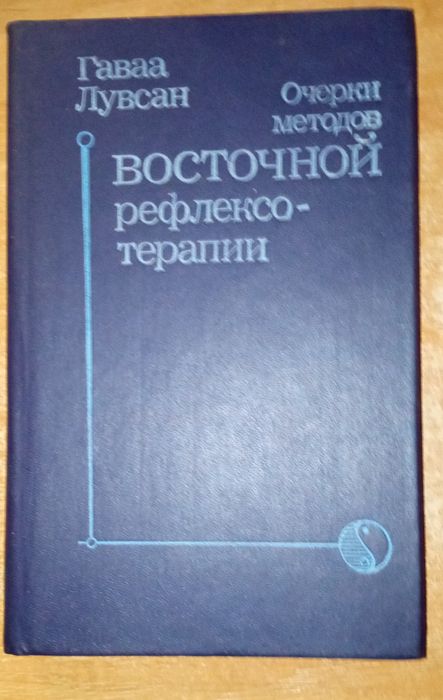 Гаваа
Лувсан
Очерки
методов
ВОСТОЧНОЙ
рефлексо-
терапии